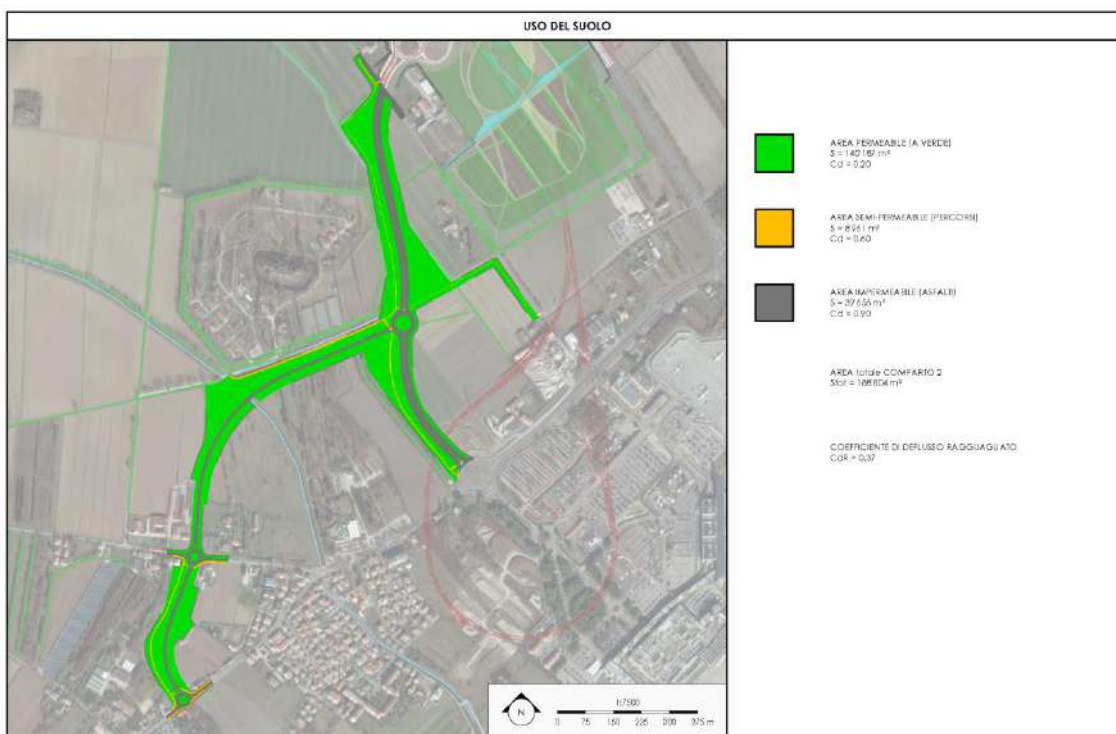 USO DEL SUOLO
AREA PERMEABILE (A VERDE)
S = 140'187 m²
Cd = 0.20
AREA SEMI-PERMEABILE (PERCORSI)
S = 8'961 m²
Cd = 0.60
AREA IMPERMEABILE (ASFALTI)
S = 39'656 m²
Cd = 0.90
AREA totale COMPARTO 2
Stot = 188'804 m²
COEFFICIENTE DI DEFLUSSO RAGGUAGLIATO
CdR = 0,37
N
1:7500
0 75 150 225 300 375 m